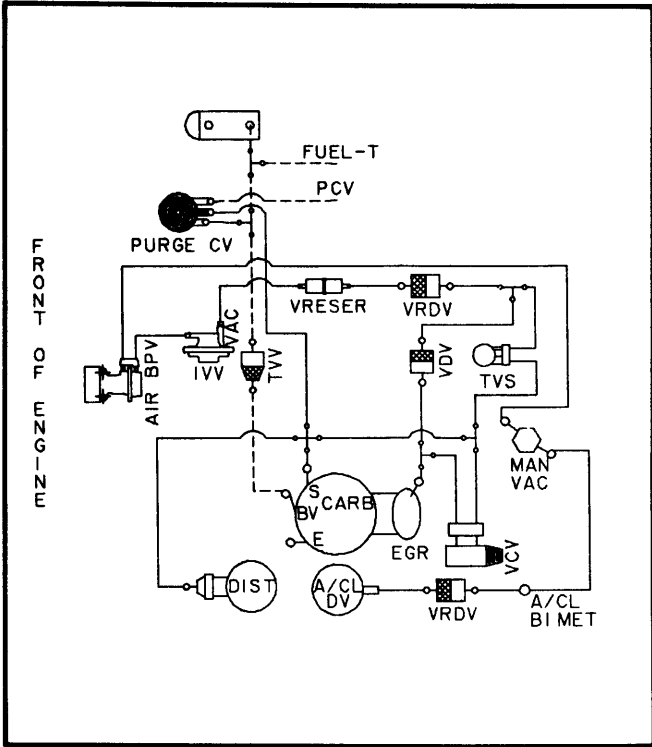 FUEL-T
PCV
PURGE CV
FRONT OF ENGINE
VRESER
VRDV
VAC
AIR BPV
IVV
TVV
VDV
TVS
MAN
VAC
S
BV
CARB
E
EGR
VCV
DIST
A/CL
DV
VRDV
A/CL
BI MET